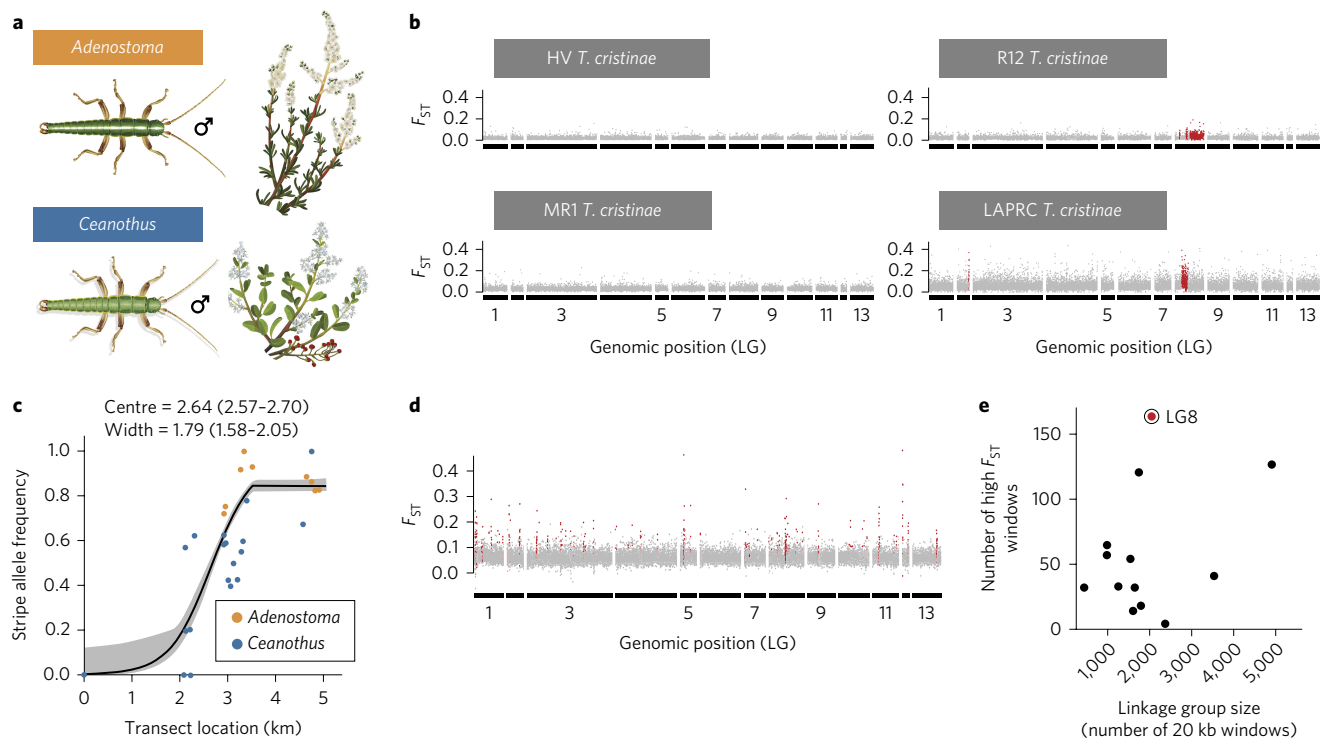 a
Adenostoma
♂
Ceanothus
♂
b
HV T. cristinae
R12 T. cristinae
FST
0.4
0.2
0.0
0.4
0.2
0.0
MR1 T. cristinae
LAPRC T. cristinae
FST
0.4
0.2
0.0
0.4
0.2
0.0
1 3 5 7 9 11 13
1 3 5 7 9 11 13
Genomic position (LG)
Genomic position (LG)
c
Centre = 2.64 (2.57–2.70)
Width = 1.79 (1.58–2.05)
Stripe allele frequency
1.0
0.8
0.6
0.4
0.2
0.0
Adenostoma
Ceanothus
0 1 2 3 4 5
Transect location (km)
d
FST
0.4
0.3
0.2
0.1
0.0
1 3 5 7 9 11 13
Genomic position (LG)
e
LG8
Number of high FST
windows
150
100
50
0
1,000 2,000 3,000 4,000 5,000
Linkage group size
(number of 20 kb windows)